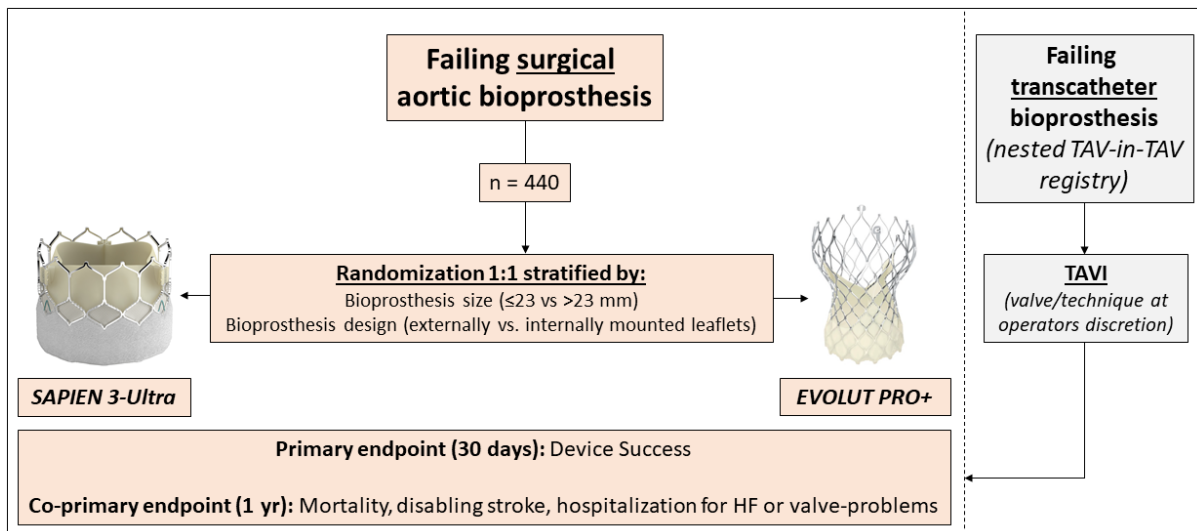 Failing surgical
aortic bioprosthesis
n = 440
Randomization 1:1 stratified by:
Bioprosthesis size (≤23 vs >23 mm)
Bioprosthesis design (externally vs. internally mounted leaflets)
SAPIEN 3-Ultra
EVOLUT PRO+
Primary endpoint (30 days): Device Success
Co-primary endpoint (1 yr): Mortality, disabling stroke, hospitalization for HF or valve-problems
Failing
transcatheter
bioprosthesis
(nested TAV-in-TAV
registry)
TAVI
(valve/technique at
operators discretion)